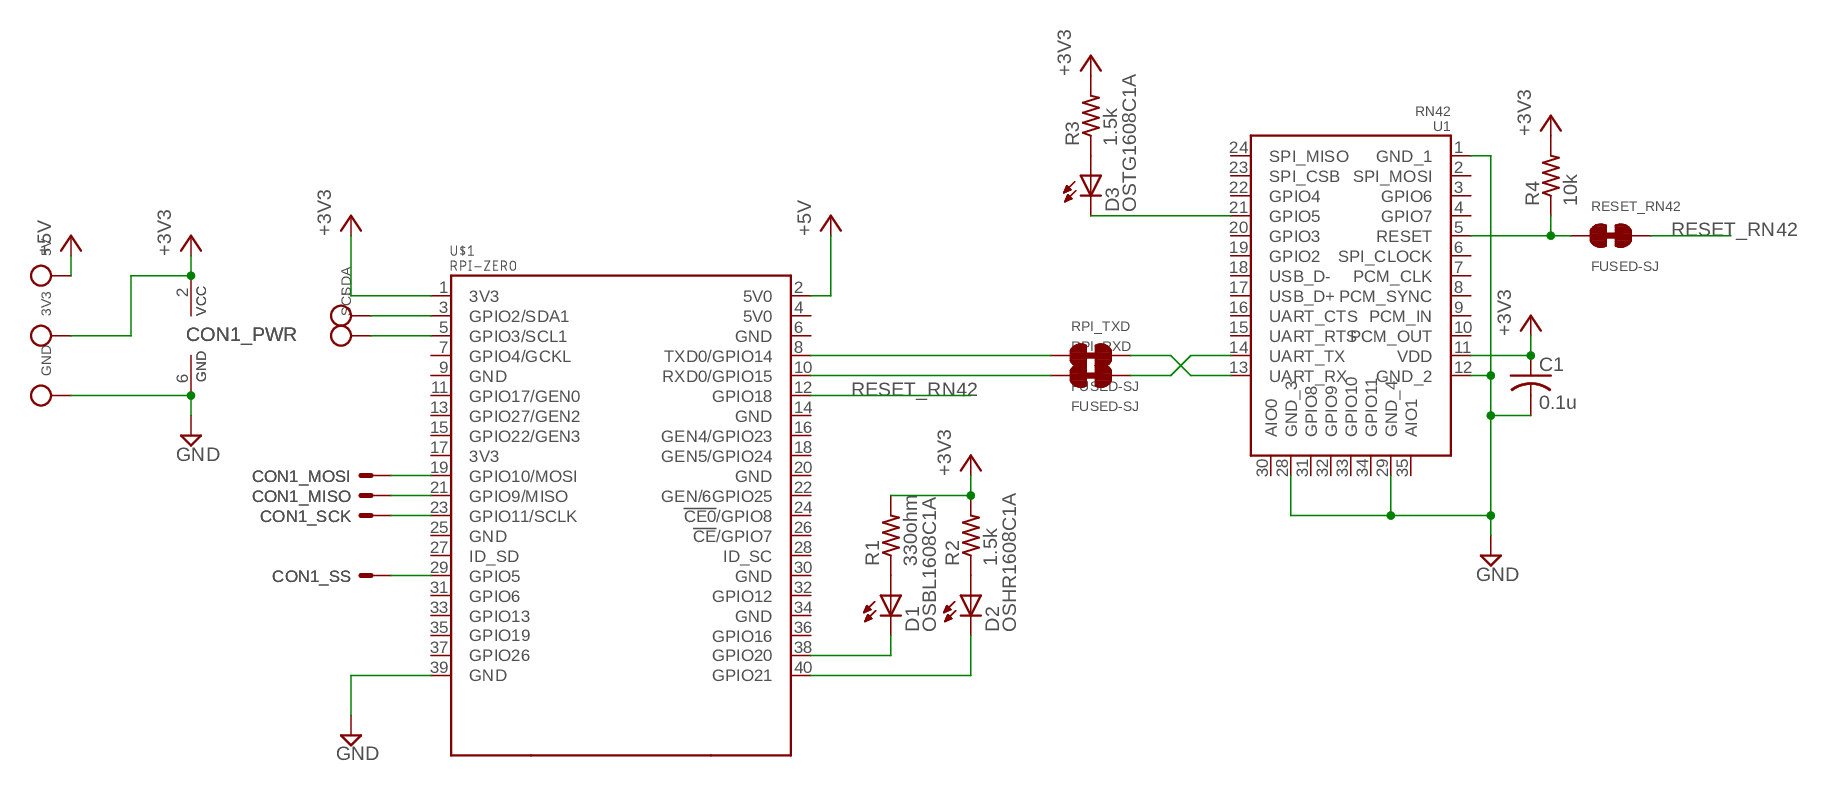 +5V
5V
3V3
GND
+3V3
2
VCC
CON1_PWR
GND
6
GND
+3V3
SDA
U$1
RPI-ZERO
1 3V3
3 GPIO2/SDA1
5 GPIO3/SCL1
7 GPIO4/GCKL
9 GND
11 GPIO17/GEN0
13 GPIO27/GEN2
15 GPIO22/GEN3
17 3V3
CON1_MOSI 19 GPIO10/MOSI
CON1_MISO 21 GPIO9/MISO
CON1_SCK 23 GPIO11/SCLK
25 GND
27 ID_SD
CON1_SS 29 GPIO5
31 GPIO6
33 GPIO13
35 GPIO19
37 GPIO26
39 GND
GND
+5V
5V0 2
5V0 4
GND 6
TXD0/GPIO14 8
RXD0/GPIO15 10
GPIO18 12
RESET_RN42
GND 14
GEN4/GPIO23 16
GEN5/GPIO24 18
GND 20
GEN/6GPIO25 22
CE0/GPIO8 24
CE/GPIO7 26
ID_SC 28
GND 30
GPIO12 32
GND 34
GPIO16 36
GPIO20 38
GPIO21 40
+3V3
R1
330ohm
R2
1.5k
D1
OSBL1608C1A
D2
OSHR1608C1A
RPI_TXD
RPI_RXD
FUSED-SJ
FUSED-SJ
+3V3
R3
1.5k
D3
OSTG1608C1A
RN42
U1
24 SPI_MISO GND_1 1
23 SPI_CSB SPI_MOSI 2
22 GPIO4 GPIO6 3
21 GPIO5 GPIO7 4
20 GPIO3 RESET 5
19 GPIO2 SPI_CLOCK 6
18 USB_D- PCM_CLK 7
17 USB_D+ PCM_SYNC 8
16 UART_CTS PCM_IN 9
15 UART_RTS PCM_OUT 10
14 UART_TX VDD 11
13 UART_RX GND_2 12
AIO0 GND_3 GPIO8 GPIO9 GPIO10 GPIO11 GND_4 AIO1
30 28 31 32 33 34 29 35
+3V3
R4
10k
RESET_RN42
RESET_RN42
FUSED-SJ
+3V3
C1
0.1u
GND